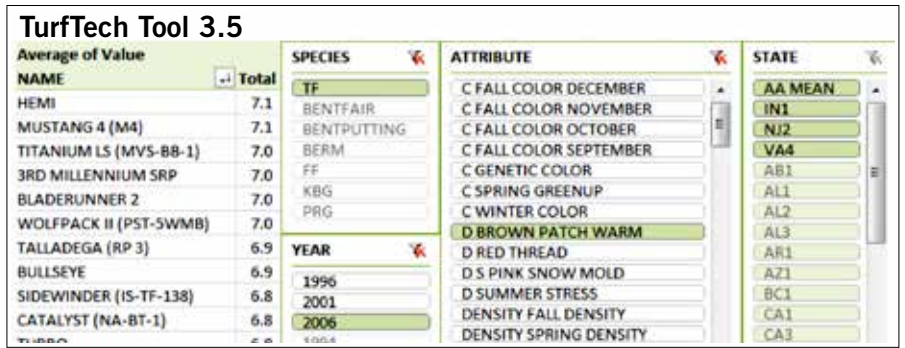 TurfTech Tool 3.5
Average of Value
NAME Total
HEMI 7.1
MUSTANG 4 (M4) 7.1
TITANIUM LS (MVS-BB-1) 7.0
3RD MILLENNIUM SRP 7.0
BLADERUNNER 2 7.0
WOLFPACK II (PST-5WMB) 7.0
TALLADEGA (RP 3) 6.9
BULLSEYE 6.9
SIDEWINDER (IS-TF-138) 6.8
CATALYST (NA-BT-1) 6.8
SPECIES
TF
BENTFAIR
BENTPUTTING
BERM
FF
KBG
PRG
YEAR
1996
2001
2006
ATTRIBUTE
C FALL COLOR DECEMBER
C FALL COLOR NOVEMBER
C FALL COLOR OCTOBER
C FALL COLOR SEPTEMBER
C GENETIC COLOR
C SPRING GREENUP
C WINTER COLOR
D BROWN PATCH WARM
D RED THREAD
D S PINK SNOW MOLD
D SUMMER STRESS
DENSITY FALL DENSITY
DENSITY SPRING DENSITY
STATE
AA MEAN
IN1
NJ2
VA4
AB1
AL1
AL2
AL3
AR1
AZ1
BC1
CA1
CA3